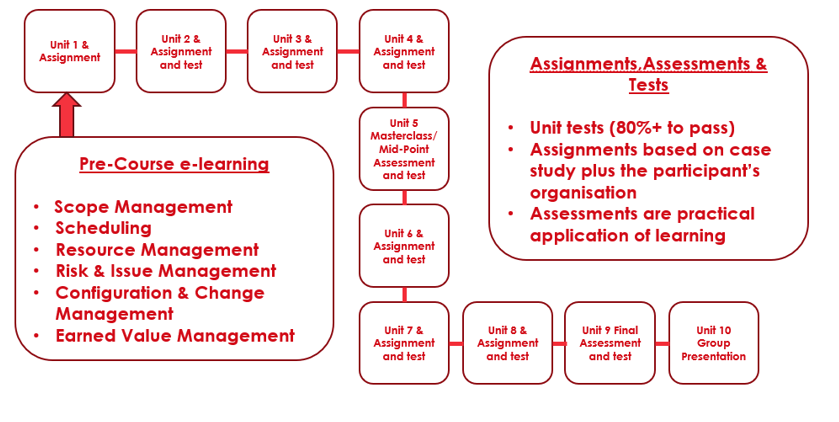 Unit 1 &
Assignment
Unit 2 &
Assignment
and test
Unit 3 &
Assignment
and test
Unit 4 &
Assignment
and test
Unit 5
Masterclass/
Mid-Point
Assessment
and test
Unit 6 &
Assignment
and test
Unit 7 &
Assignment
and test
Unit 8 &
Assignment
and test
Unit 9 Final
Assessment
and test
Unit 10
Group
Presentation
Pre-Course e-learning
• Scope Management
• Scheduling
• Resource Management
• Risk & Issue Management
• Configuration & Change
Management
• Earned Value Management
Assignments,Assessments &
Tests
• Unit tests (80%+ to pass)
• Assignments based on case
study plus the participant's
organisation
• Assessments are practical
application of learning